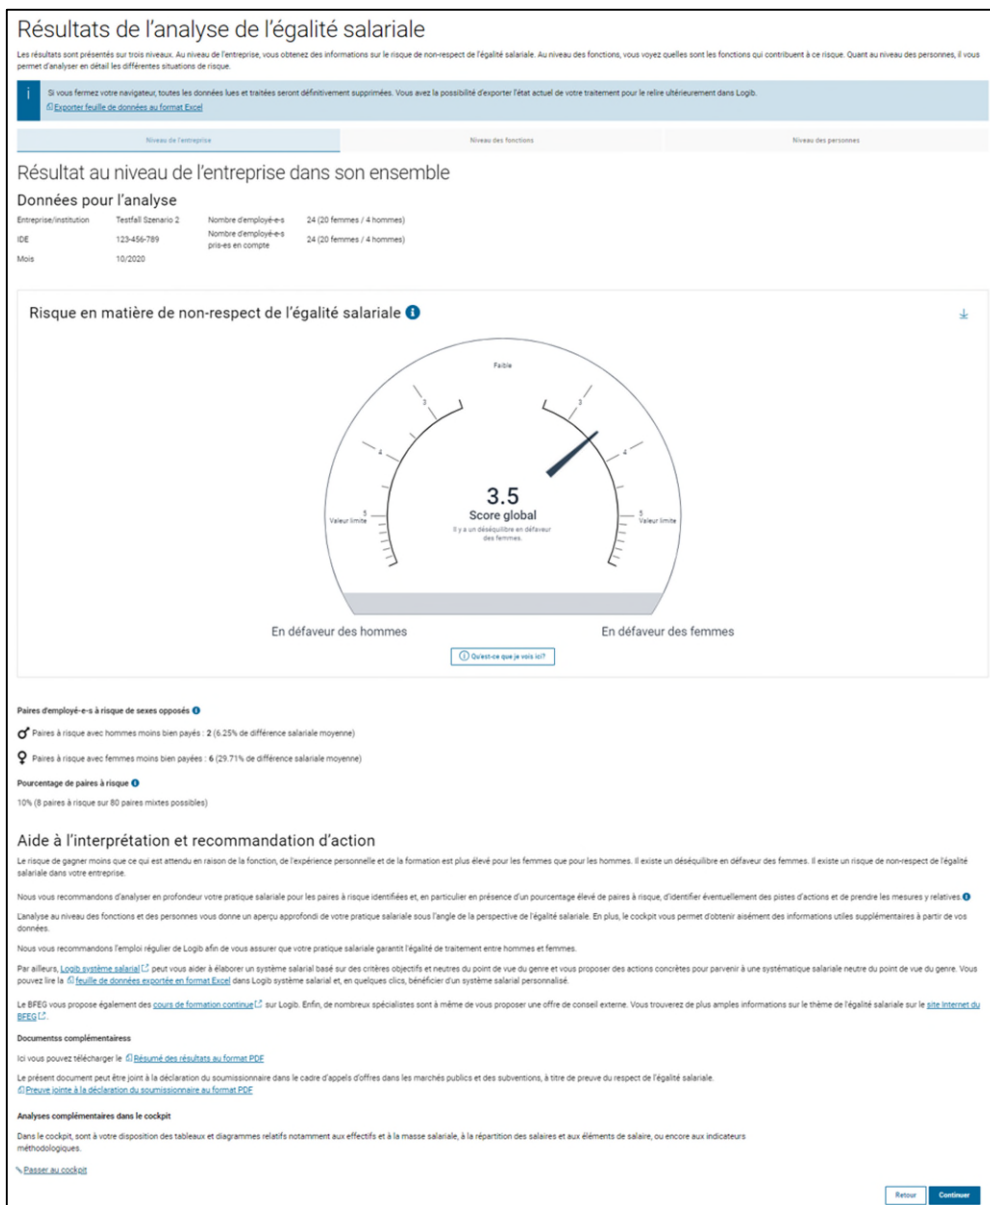 Résultats de l'analyse de l'égalité salariale
Les résultats sont présentés sur trois niveaux. Au niveau de l'entreprise, vous obtenez des informations sur le risque de non-respect de l'égalité salariale. Au niveau des fonctions, vous voyez quelles sont les fonctions qui contribuent à ce risque. Quant au niveau des personnes, il vous
permet d'analyser en détail les différentes situations de risque.
i
Si vous fermez votre navigateur, toutes les données lues et traitées seront définitivement supprimées. Vous avez la possibilité d'exporter l'état actuel de votre traitement pour le relire ultérieurement dans Logib.
Exporter feuille de données au format Excel
Niveau de l'entreprise Niveau des fonctions Niveau des personnes
Résultat au niveau de l'entreprise dans son ensemble
Données pour l'analyse
Entreprise/institution Testfall Szenario 2 Nombre d'employé-e-s 24 (20 femmes / 4 hommes)
IDE 123-456-789 Nombre d'employé-e-s pris-es en compte 24 (20 femmes / 4 hommes)
Mois 10/2020
Risque en matière de non-respect de l'égalité salariale i
Faible
3 3
4 4
5 5
Valeur limite Valeur limite
3.5
Score global
Il y a un déséquilibre en défaveur
des femmes.
En défaveur des hommes En défaveur des femmes
i Qu'est-ce que je vois ici?
Paires d'employé-e-s à risque de sexes opposés i
♂ Paires à risque avec hommes moins bien payés : 2 (6.25% de différence salariale moyenne)
♀ Paires à risque avec femmes moins bien payées : 6 (29.71% de différence salariale moyenne)
Pourcentage de paires à risque i
10% (8 paires à risque sur 80 paires mixtes possibles)
Aide à l'interprétation et recommandation d'action
Le risque de gagner moins que ce qui est attendu en raison de la fonction, de l'expérience personnelle et de la formation est plus élevé pour les femmes que pour les hommes. Il existe un déséquilibre en défaveur des femmes. Il existe un risque de non-respect de l'égalité
salariale dans votre entreprise.
Nous vous recommandons d'analyser en profondeur votre pratique salariale pour les paires à risque identifiées et, en particulier en présence d'un pourcentage élevé de paires à risque, d'identifier éventuellement des pistes d'actions et de prendre les mesures y relatives. i
L'analyse au niveau des fonctions et des personnes vous donne un aperçu approfondi de votre pratique salariale sous l'angle de la perspective de l'égalité salariale. En plus, le cockpit vous permet d'obtenir aisément des informations utiles supplémentaires à partir de vos
données.
Nous vous recommandons l'emploi régulier de Logib afin de vous assurer que votre pratique salariale garantit l'égalité de traitement entre hommes et femmes.
Par ailleurs, Logib système salarial peut vous aider à élaborer un système salarial basé sur des critères objectifs et neutres du point de vue du genre et vous proposer des actions concrètes pour parvenir à une systématique salariale neutre du point de vue du genre. Vous
pouvez lire la feuille de données exportée en format Excel dans Logib système salarial et, en quelques clics, bénéficier d'un système salarial personnalisé.
Le BFEG vous propose également des cours de formation continue sur Logib. Enfin, de nombreux spécialistes sont à même de vous proposer une offre de conseil externe. Vous trouverez de plus amples informations sur le thème de l'égalité salariale sur le site Internet du
BFEG.
Documentss complémentairess
Ici vous pouvez télécharger le Résumé des résultats au format PDF
Le présent document peut être joint à la déclaration du soumissionnaire dans le cadre d'appels d'offres dans les marchés publics et des subventions, à titre de preuve du respect de l'égalité salariale.
Preuve jointe à la déclaration du soumissionnaire au format PDF
Analyses complémentaires dans le cockpit
Dans le cockpit, sont à votre disposition des tableaux et diagrammes relatifs notamment aux effectifs et à la masse salariale, à la répartition des salaires et aux éléments de salaire, ou encore aux indicateurs
méthodologiques.
Passer au cockpit
Retour Continuer